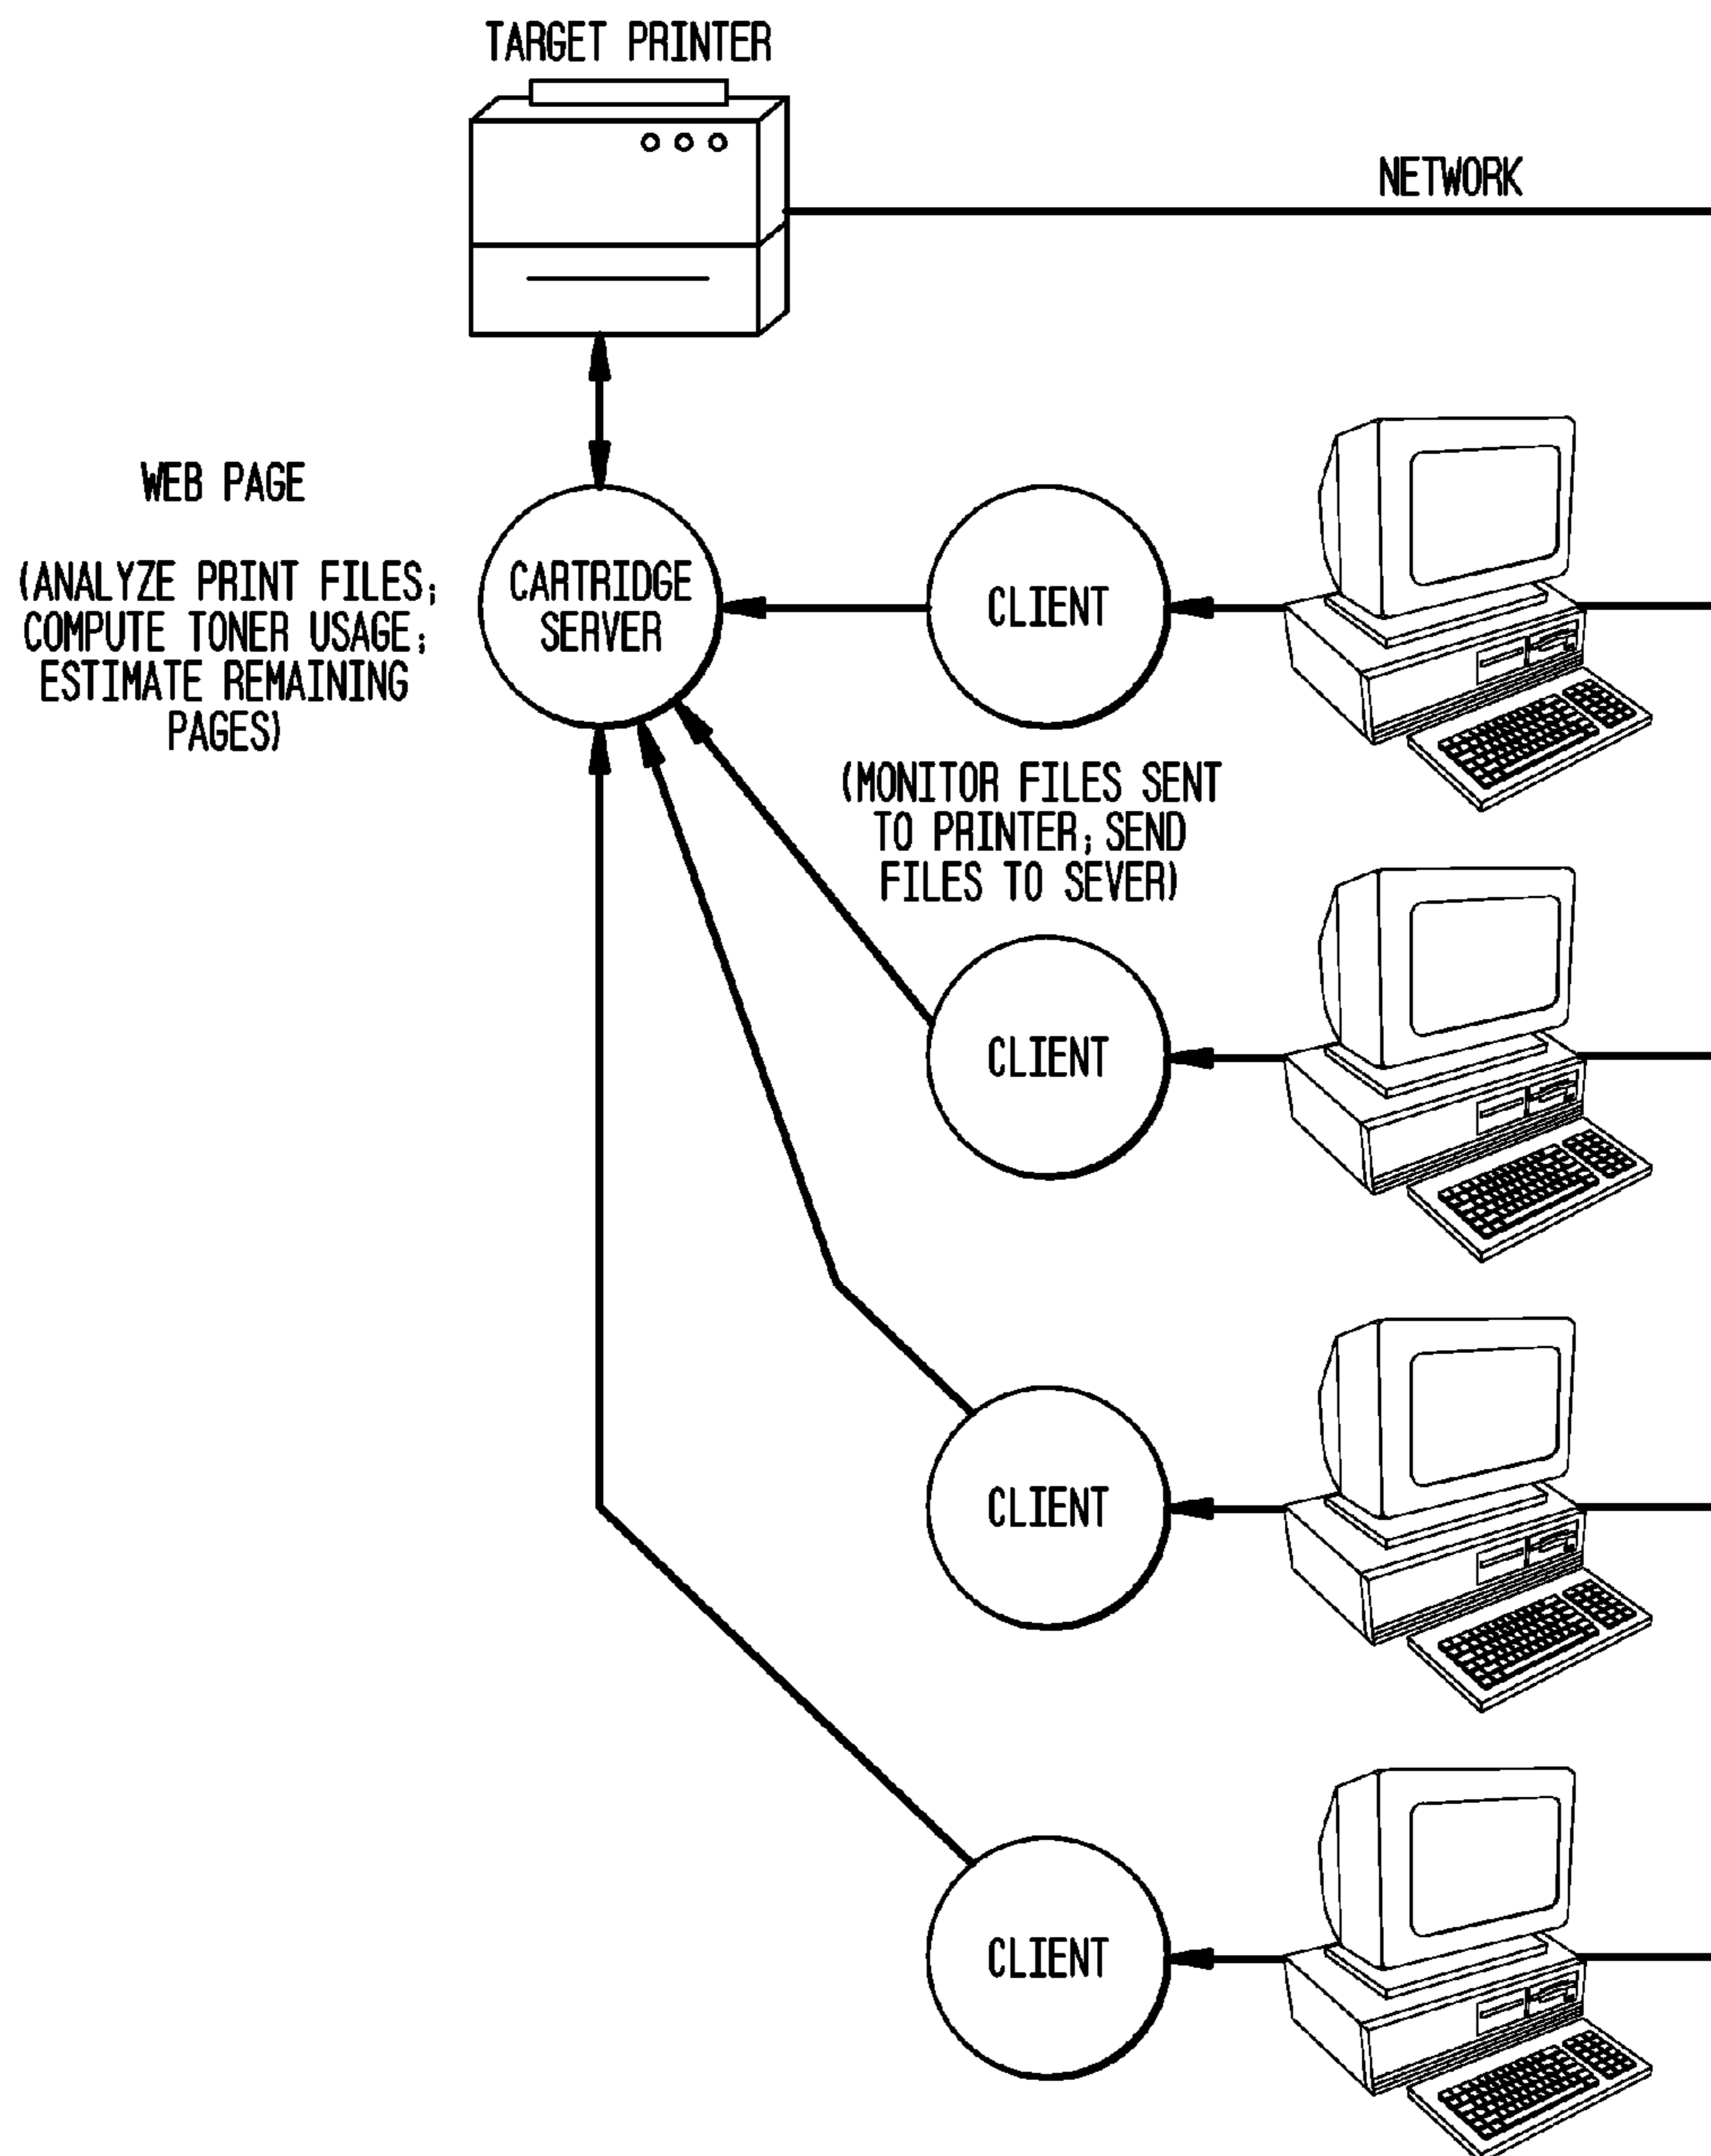 TARGET PRINTER
NETWORK
WEB PAGE
(ANALYZE PRINT FILES;
COMPUTE TONER USAGE;
ESTIMATE REMAINING
PAGES)
CARTRIDGE
SERVER
CLIENT
(MONITOR FILES SENT
TO PRINTER; SEND
FILES TO SEVER)
CLIENT
CLIENT
CLIENT